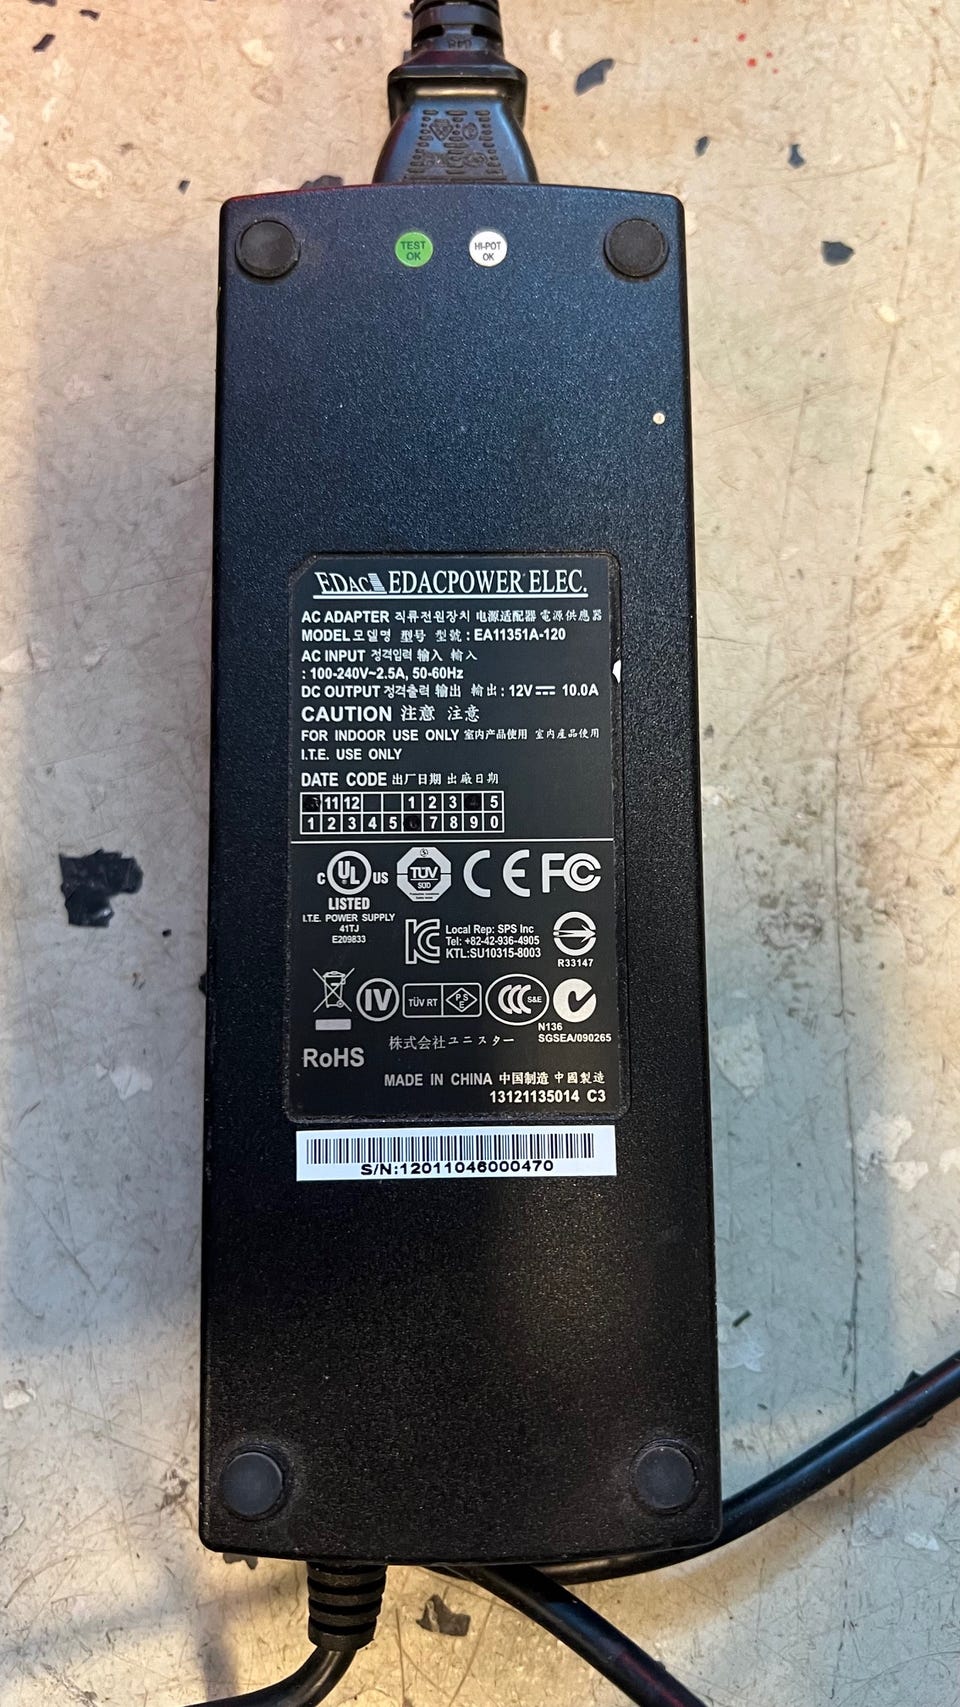 TEST
OK
HI-POT
OK
EDAC EDACPOWER ELEC.
AC ADAPTER 직류전원장치 电源适配器 電源供應器
MODEL 모델명 型号 型號 : EA11351A-120
AC INPUT 정격입력 输入 輸入
: 100-240V~2.5A, 50-60Hz
DC OUTPUT 정격출력 输出 輸出 : 12V 10.0A
CAUTION 注意 注意
FOR INDOOR USE ONLY 室内产品使用 室內產品使用
I.T.E. USE ONLY
DATE CODE 出厂日期 出廠日期
11 12 1 2 3 5
1 2 3 4 5 7 8 9 0
C UL US
LISTED
I.T.E. POWER SUPPLY
41TJ
E209833
TÜV
SÜD
CE FC
KC
Local Rep: SPS Inc
Tel: +82-42-936-4905
KTL:SU10315-8003
R33147
IV
TÜV RT
PSE
CCC S&E
N136
SGSEA/090265
株式会社ユニスター
RoHS
MADE IN CHINA 中国制造 中國製造
13121135014 C3
S/N:12011046000470